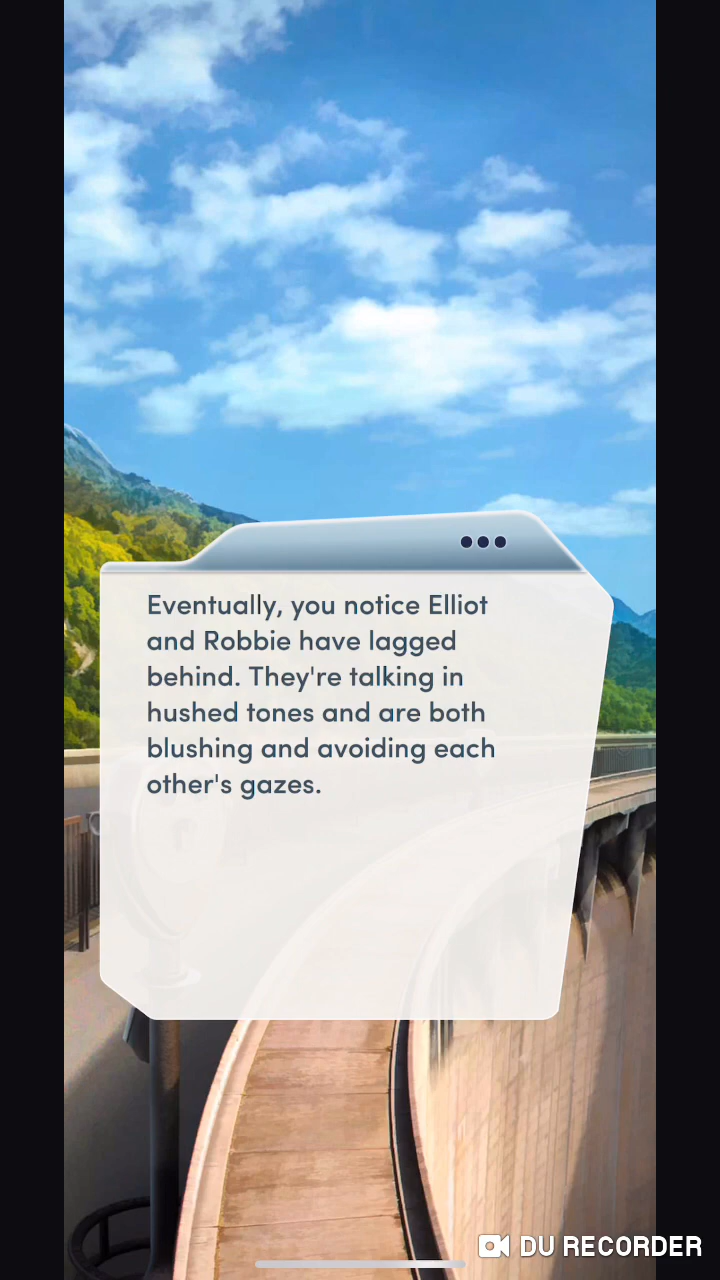 Eventually, you notice Elliot
and Robbie have lagged
behind. They're talking in
hushed tones and are both
blushing and avoiding each
other's gazes.
DU RECORDER